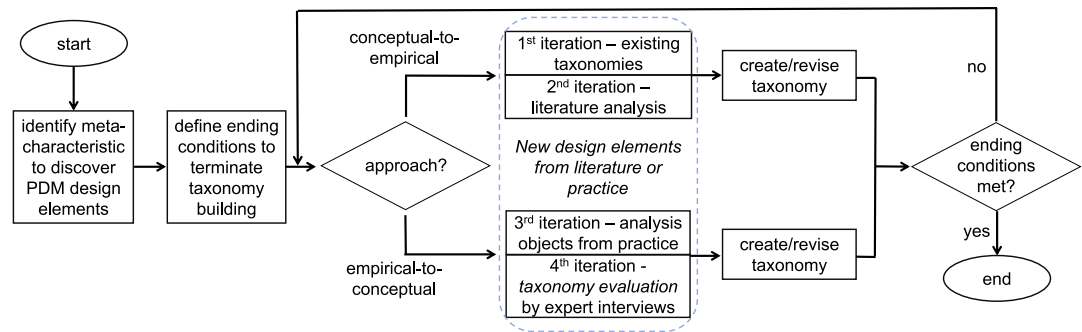 start
identify meta-
characteristic
to discover
PDM design
elements
define ending
conditions to
terminate
taxonomy
building
approach?
conceptual-to-
empirical
1st iteration – existing
taxonomies
2nd iteration –
literature analysis
create/revise
taxonomy
New design elements
from literature or
practice
empirical-to-
conceptual
3rd iteration – analysis
objects from practice
4th iteration -
taxonomy evaluation
by expert interviews
create/revise
taxonomy
no
ending
conditions
met?
yes
end